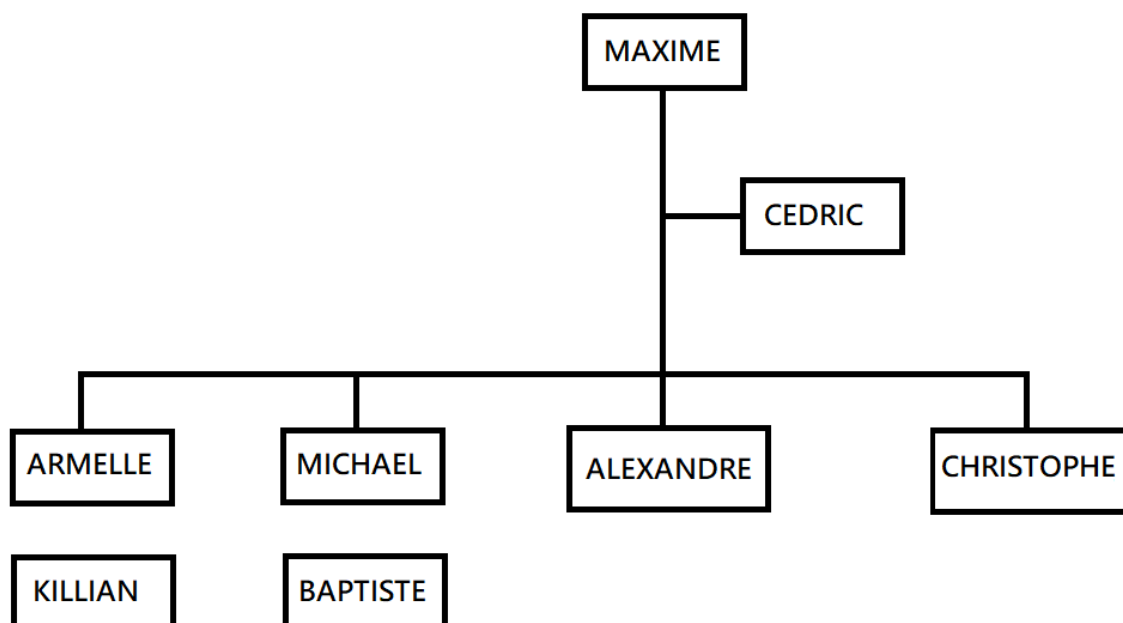 MAXIME
CEDRIC
ARMELLE
MICHAEL
ALEXANDRE
CHRISTOPHE
KILLIAN
BAPTISTE